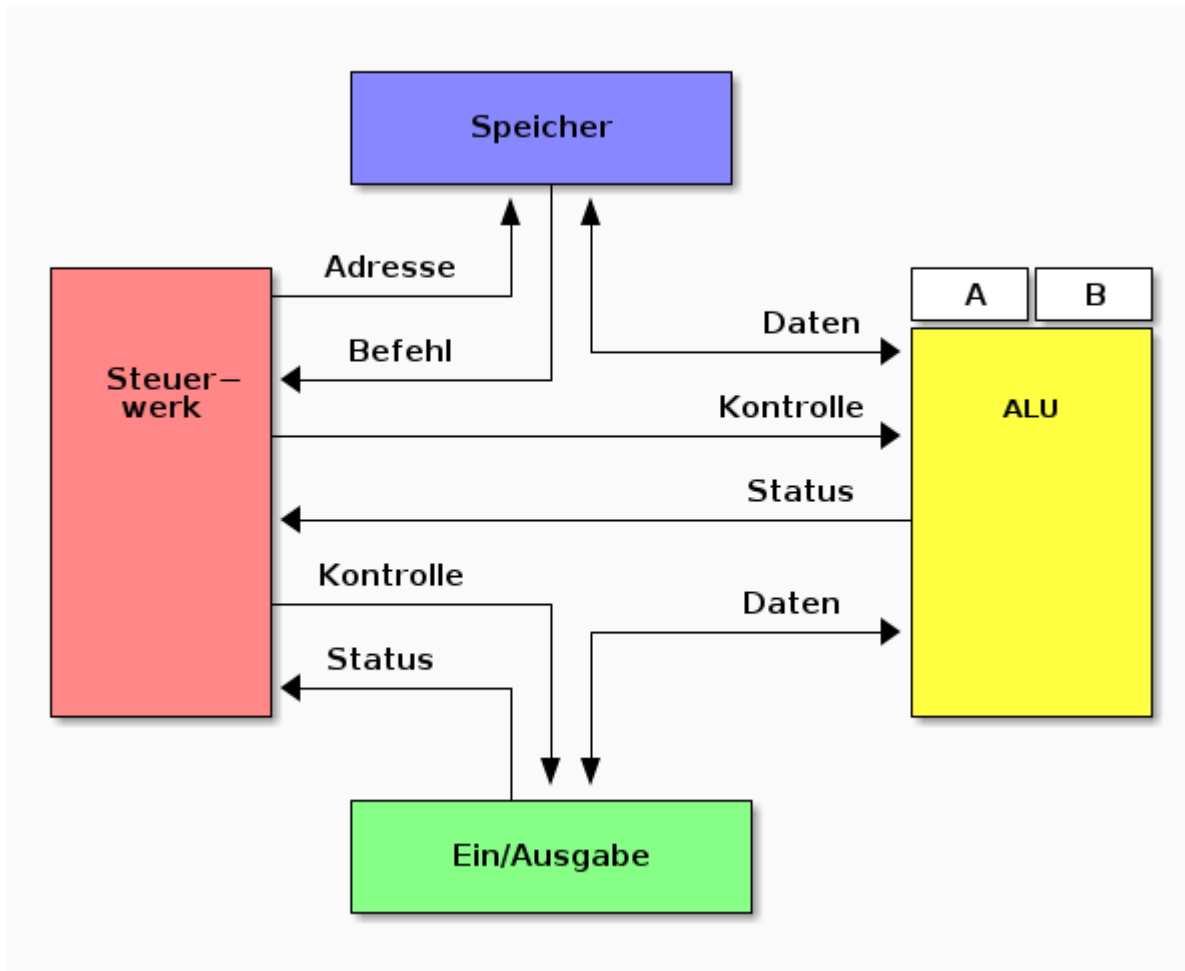 Speicher
Adresse
A
B
Daten
Befehl
Steuer–
werk
Kontrolle
ALU
Status
Kontrolle
Daten
Status
Ein/Ausgabe